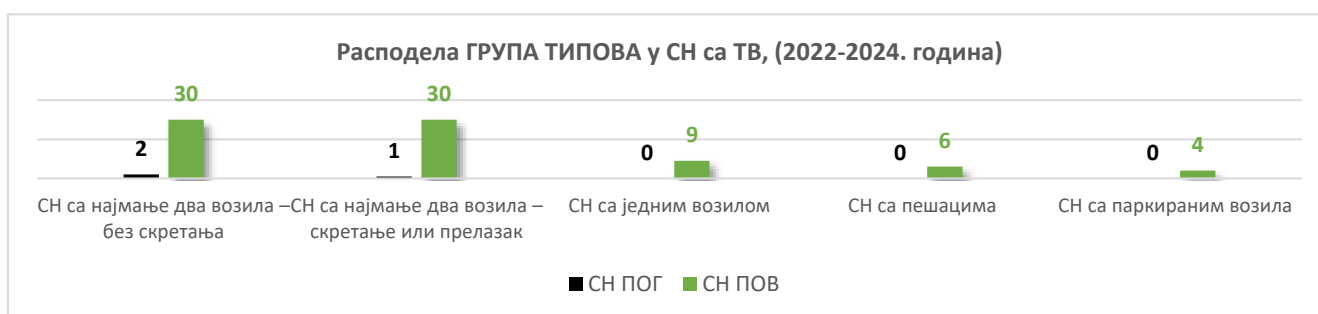 Расподела ГРУПА ТИПОВА у СН са ТВ, (2022-2024. година)
30
30
2
1
0
9
0
6
0
4
СН са најмање два возила –
без скретања
СН са најмање два возила –
скретање или прелазак
СН са једним возилом
СН са пешацима
СН са паркираним возила
СН ПОГ
СН ПОВ